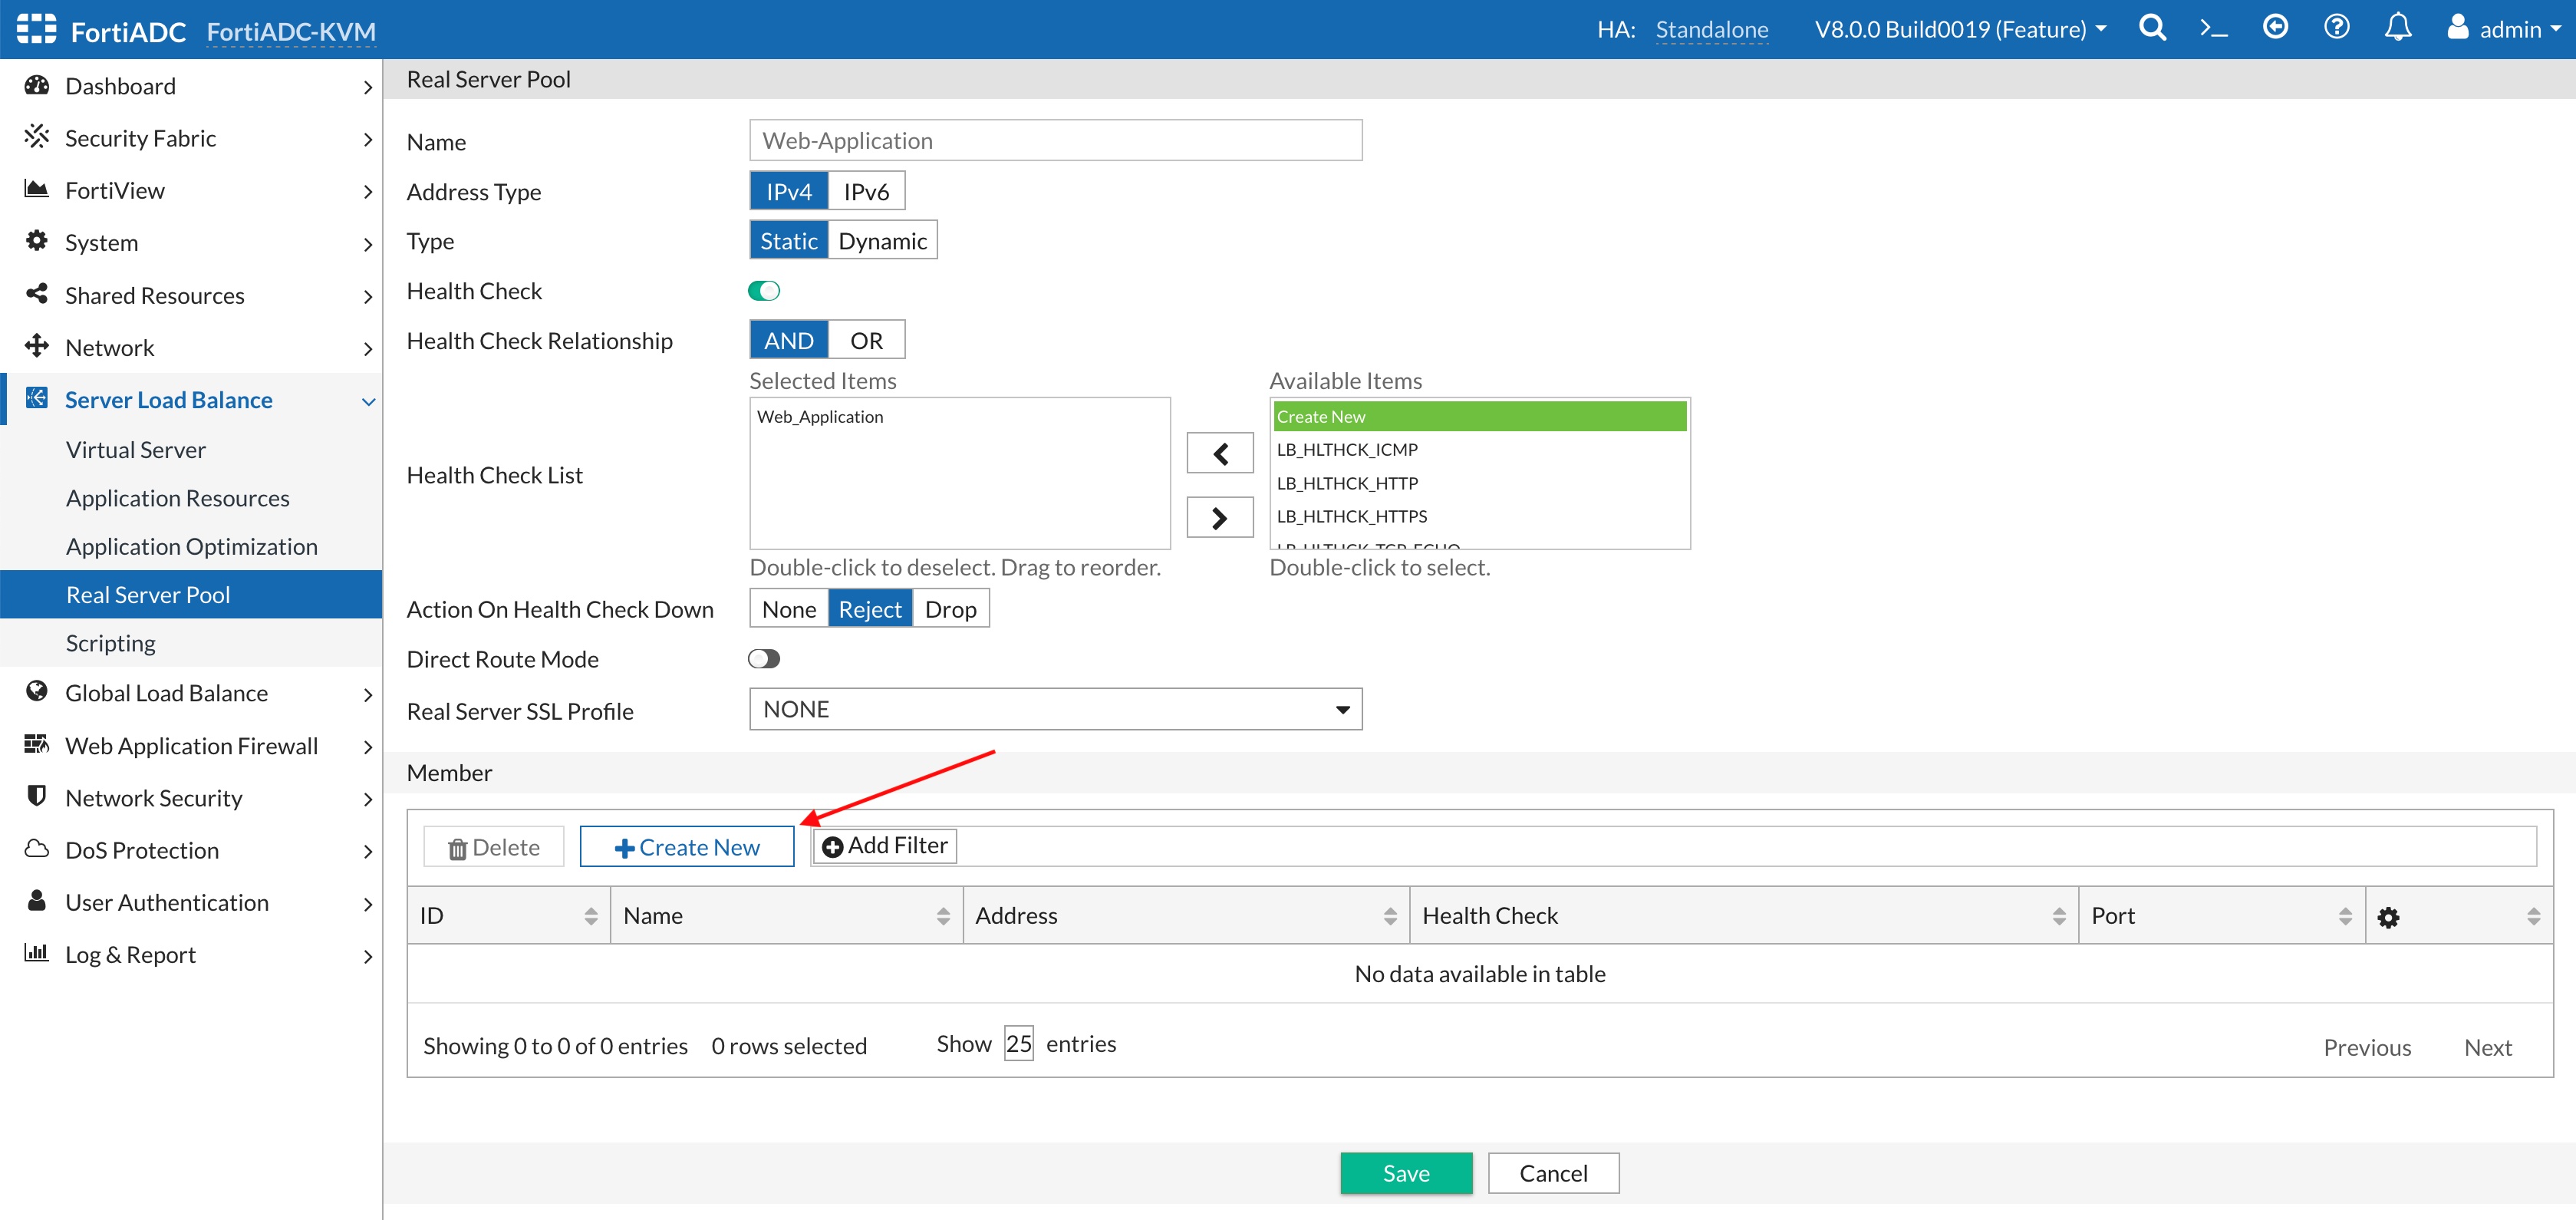 FortiADC FortiADC-KVM HA: Standalone V8.0.0 Build0019 (Feature) admin
Dashboard
Security Fabric
FortiView
System
Shared Resources
Network
Server Load Balance
Virtual Server
Application Resources
Application Optimization
Real Server Pool
Scripting
Global Load Balance
Web Application Firewall
Network Security
DoS Protection
User Authentication
Log & Report
Real Server Pool
Name Web-Application
Address Type IPv4 IPv6
Type Static Dynamic
Health Check
Health Check Relationship AND OR
Selected Items Available Items
Web_Application Create New
LB_HLTHCK_ICMP
LB_HLTHCK_HTTP
Health Check List
LB_HLTHCK_HTTPS
LB_HLTHCK_TCP_ECHO
Double-click to deselect. Drag to reorder. Double-click to select.
Action On Health Check Down None Reject Drop
Direct Route Mode
Real Server SSL Profile NONE
Member
Delete Create New Add Filter
ID Name Address Health Check Port
No data available in table
Showing 0 to 0 of 0 entries 0 rows selected Show 25 entries Previous Next
Save Cancel